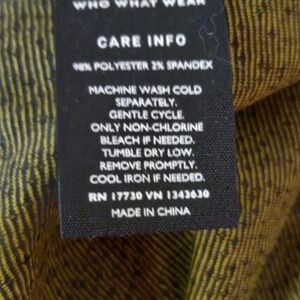 WHO WHAT WEAR
CARE INFO
98% POLYESTER 2% SPANDEX
MACHINE WASH COLD
SEPARATELY.
GENTLE CYCLE.
ONLY NON-CHLORINE
BLEACH IF NEEDED.
TUMBLE DRY LOW.
REMOVE PROMPTLY.
COOL IRON IF NEEDED.
RN 17730 VN 1343630
MADE IN CHINA